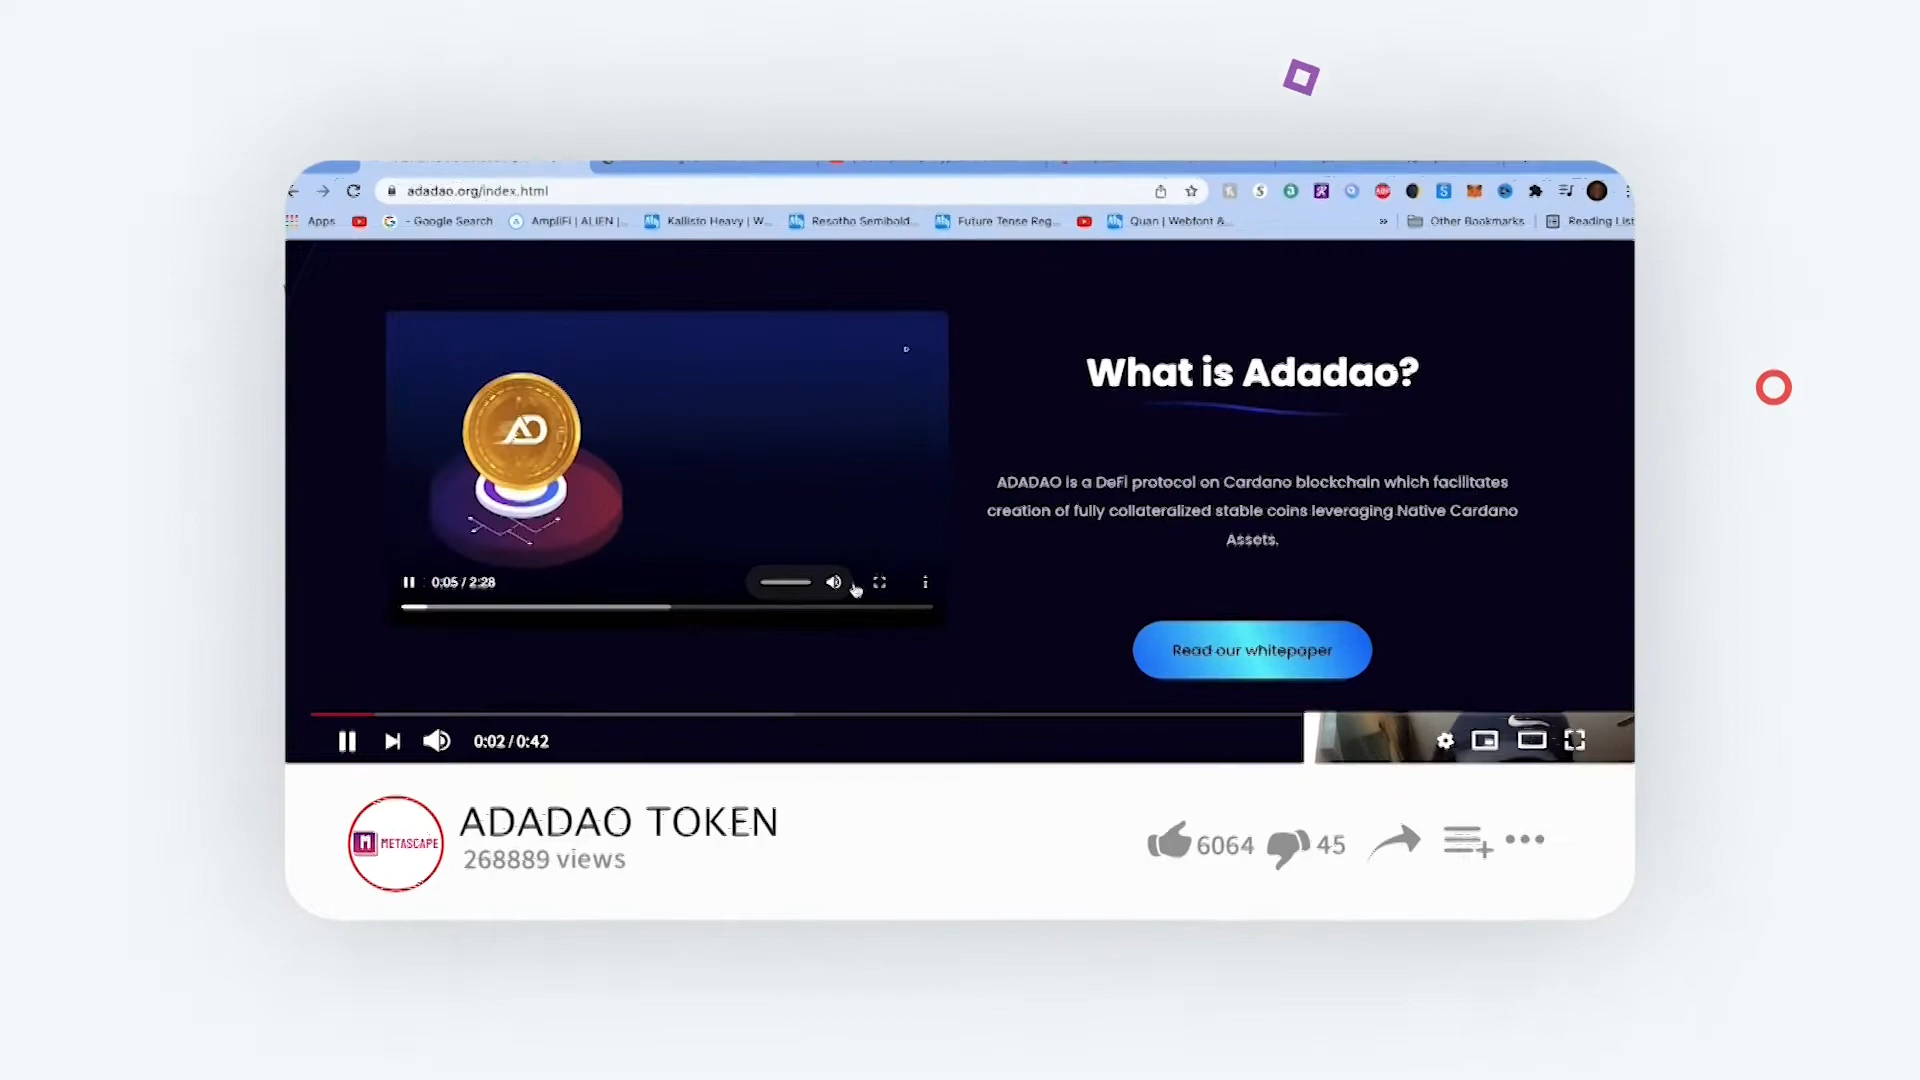 adadao.org/index.html
Apps
- Google Search
AmpliFi | ALIEN |...
Kallisto Heavy | W...
Resotho Semibold...
Future Tense Reg...
Quan | Webfont &...
»
Other Bookmarks
Reading List
AD
What is Adadao?
ADADAO is a DeFi protocol on Cardano blockchain which facilitates
creation of fully collateralized stable coins leveraging Native Cardano
Assets.
0:05 / 2:28
Read our whitepaper
0:02 / 0:42
METASCAPE
ADADAO TOKEN
268889 views
6064
45